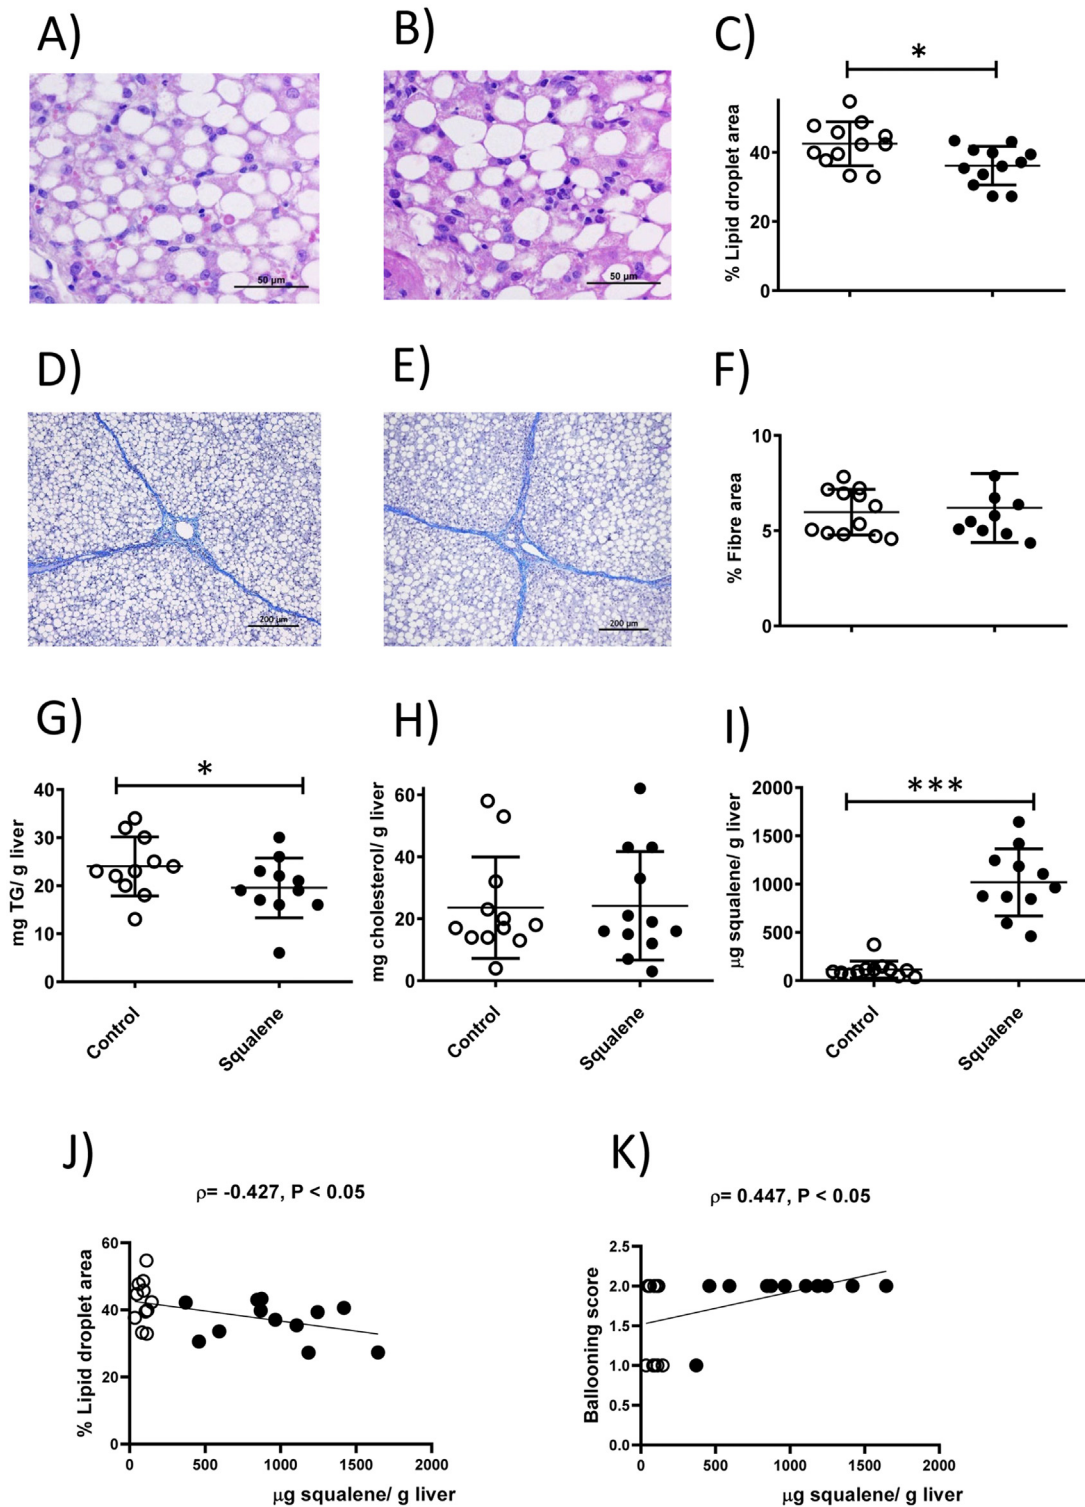 A)
B)
C)
*
% Lipid droplet area
40
20
0
50 µm
50 µm
D)
E)
F)
% Fibre area
10
5
0
200 µm
200 µm
G)
*
mg TG/ g liver
40
30
20
10
0
Control
Squalene
H)
mg cholesterol/ g liver
60
40
20
0
Control
Squalene
I)
***
µg squalene/ g liver
2000
1500
1000
500
0
Control
Squalene
J)
ρ= -0.427, P < 0.05
% Lipid droplet area
60
40
20
0
0 500 1000 1500 2000
µg squalene/ g liver
K)
ρ= 0.447, P < 0.05
Ballooning score
2.5
2.0
1.5
1.0
0.5
0.0
0 500 1000 1500 2000
µg squalene/ g liver